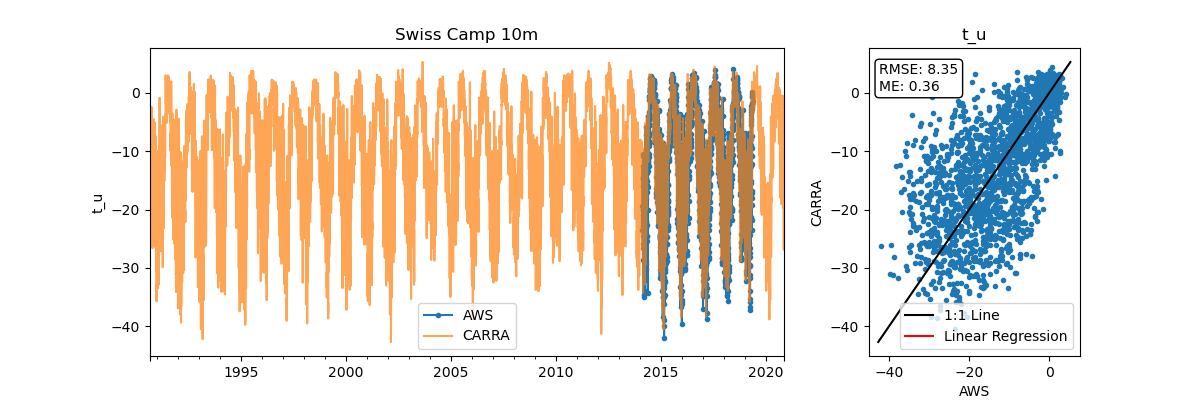 Swiss Camp 10m
t_u
0
−10
−20
−30
−40
1995
2000
2005
2010
2015
2020
AWS
CARRA
t_u
RMSE: 8.35
ME: 0.36
CARRA
0
−10
−20
−30
−40
1:1 Line
Linear Regression
−40
−20
0
AWS